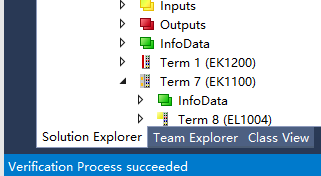 Inputs
Outputs
InfoData
Term 1 (EK1200)
Term 7 (EK1100)
InfoData
Term 8 (EL1004)
Solution Explorer Team Explorer Class View
Verification Process succeeded